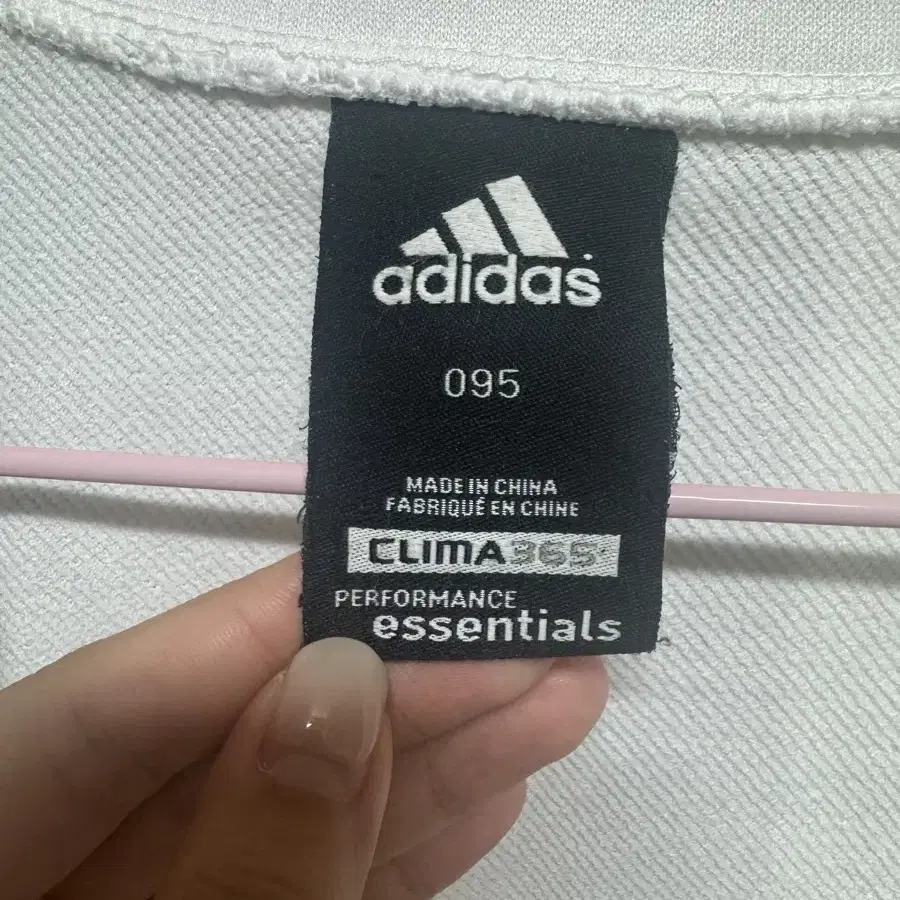 adidas
095
MADE IN CHINA
FABRIQUÉ EN CHINE
CLIMA365
PERFORMANCE
essentials